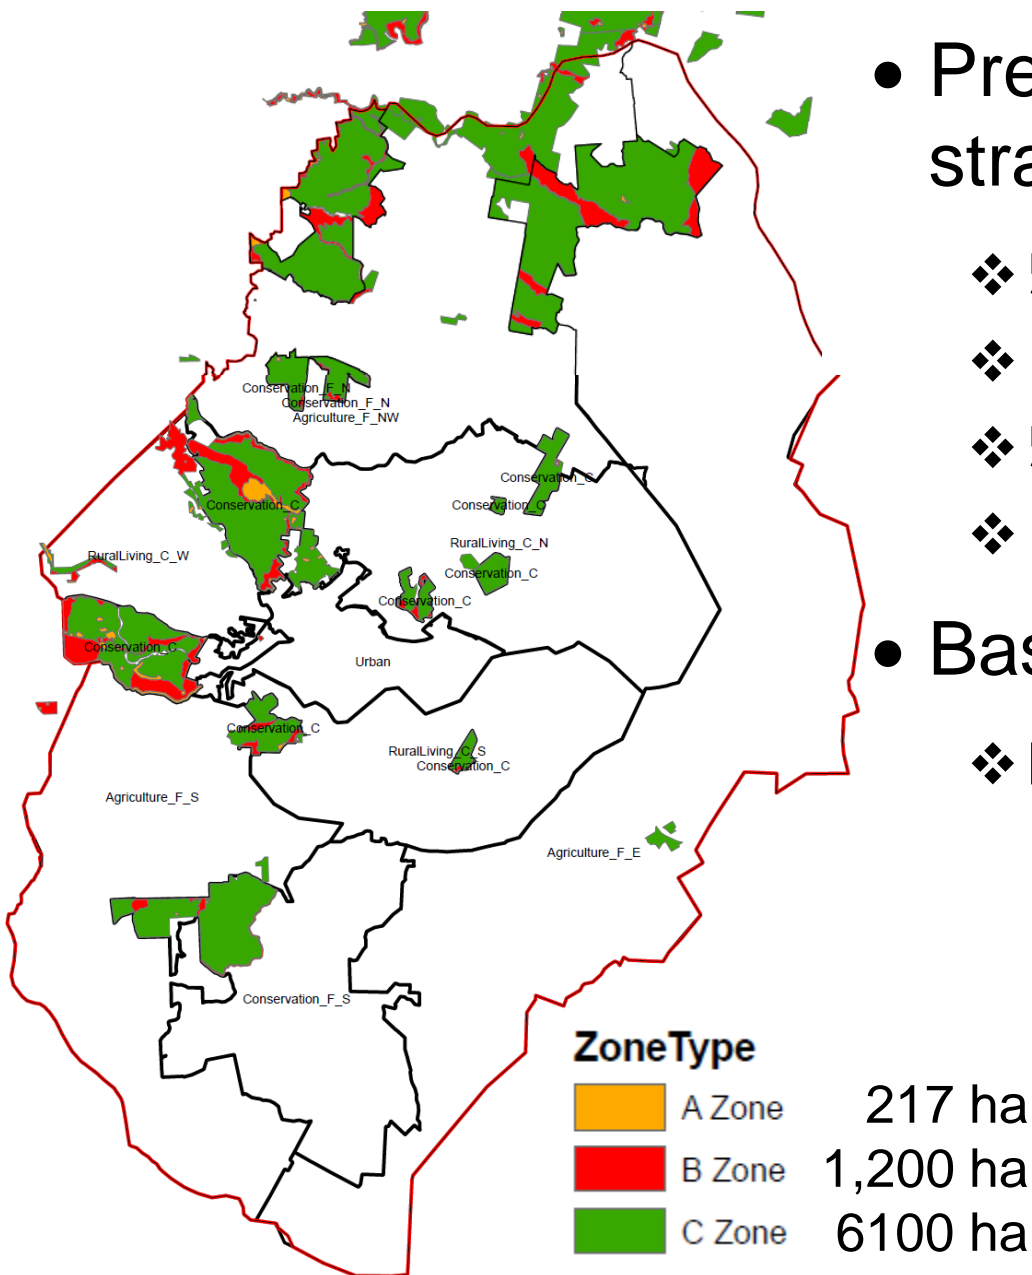 • Pre
stra
❖
❖
❖
❖
• Bas
❖
Conservation_F_N
Conservation_F_N
Agriculture_F_NW
Conservation_C
Conservation_C
Conservation_C
RuralLiving_C_N
RuralLiving_C_W
Conservation_C
Conservation_C
Conservation_C
Urban
Conservation_C
RuralLiving_C_S
Conservation_C
Agriculture_F_S
Agriculture_F_E
1
Conservation_F_S
ZoneType
A Zone 217 ha
B Zone 1,200 ha
C Zone 6100 ha